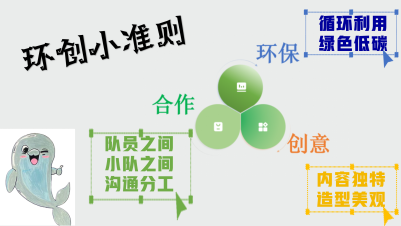 环创小准则
环保
循环利用
绿色低碳
合作
队员之间
小队之间
沟通分工
创意
内容独特
造型美观